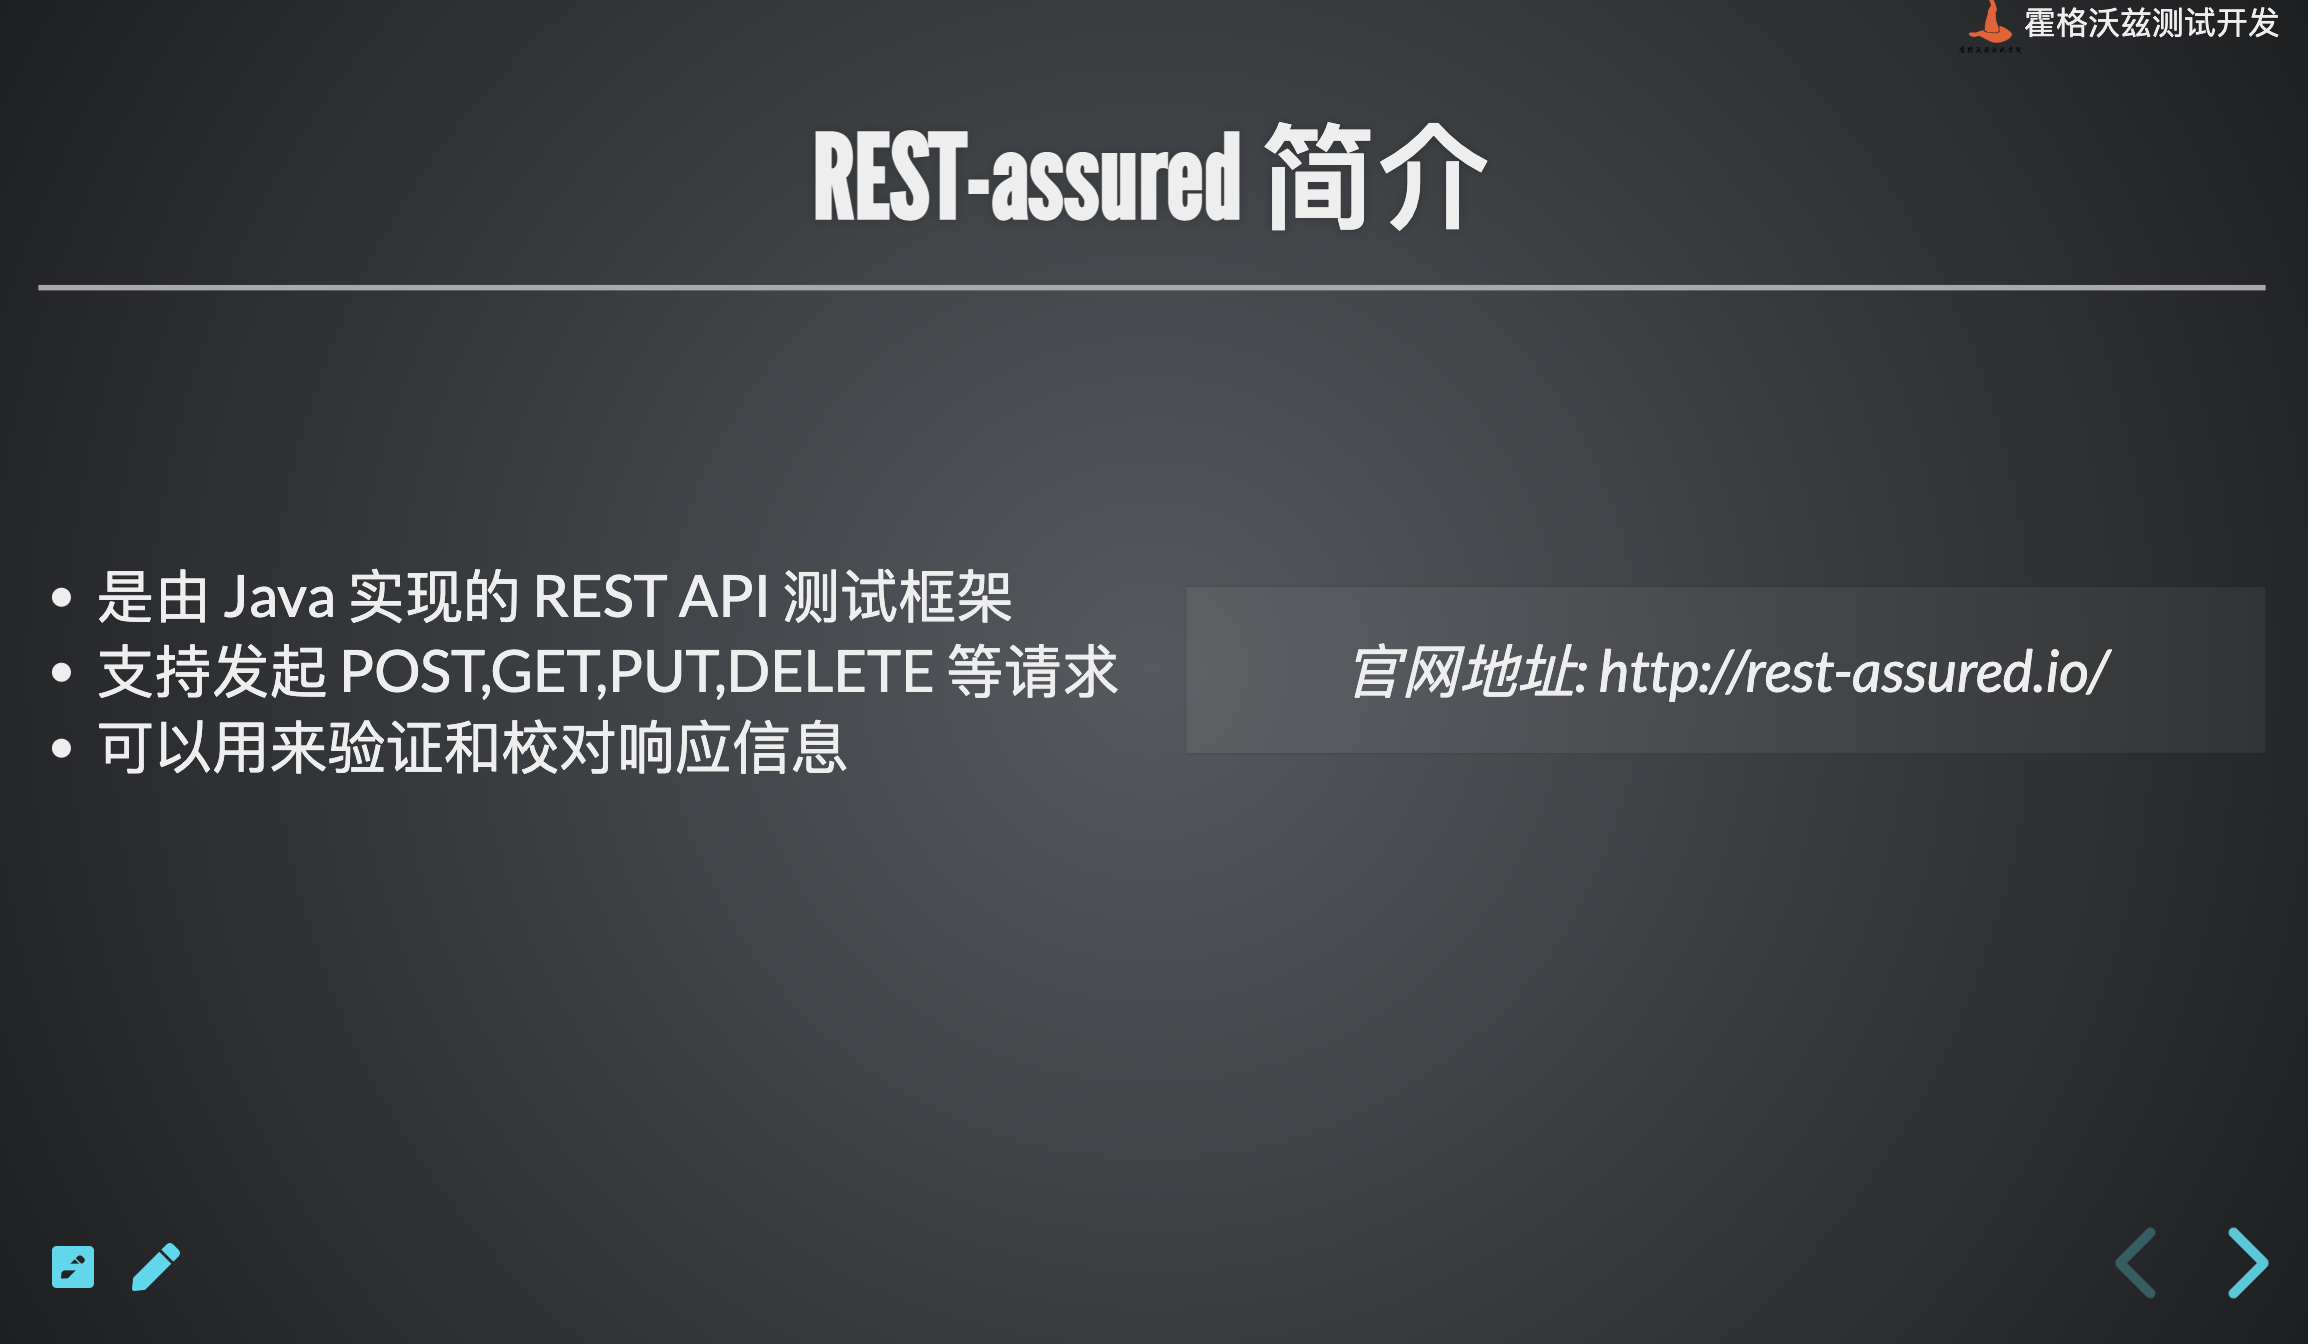 霍格沃兹测试开发
REST-assured 简介
是由 Java 实现的 REST API 测试框架
支持发起 POST,GET,PUT,DELETE 等请求
可以用来验证和校对响应信息
官网地址: http://rest-assured.io/